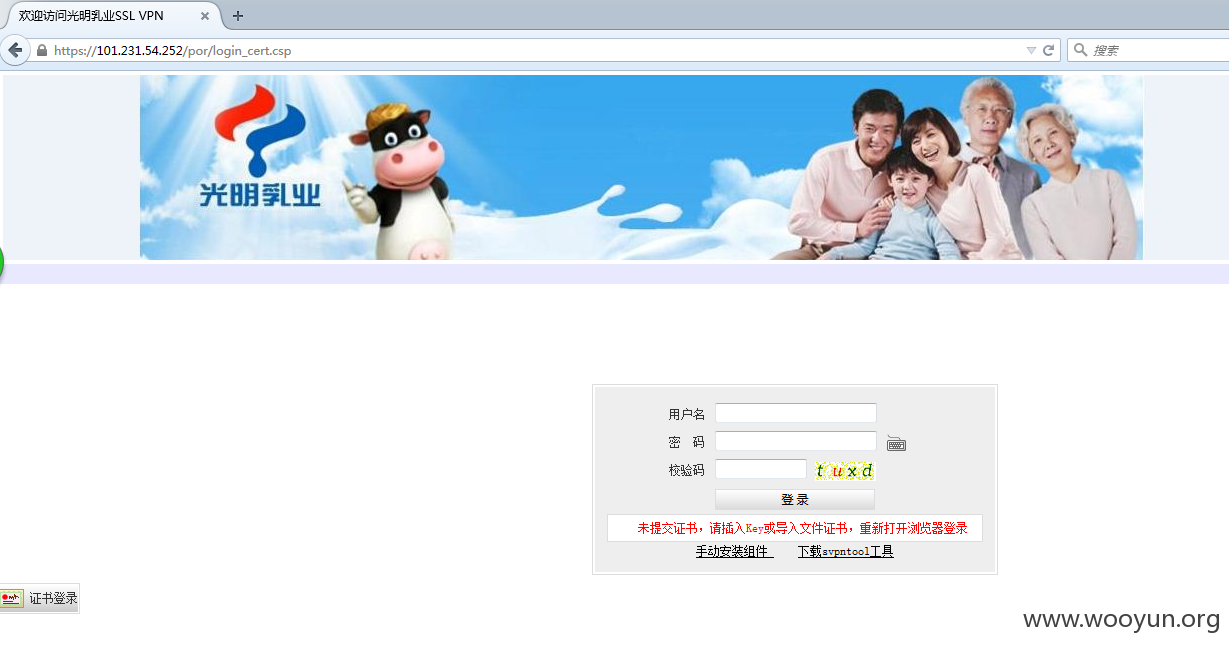 欢迎访问光明乳业SSL VPN
https://101.231.54.252/por/login_cert.csp
搜索
光明乳业
用户名
密 码
校验码
t u x d
登 录
未提交证书，请插入Key或导入文件证书，重新打开浏览器登录
手动安装组件 下载svpntool工具
证书登录
www.wooyun.org